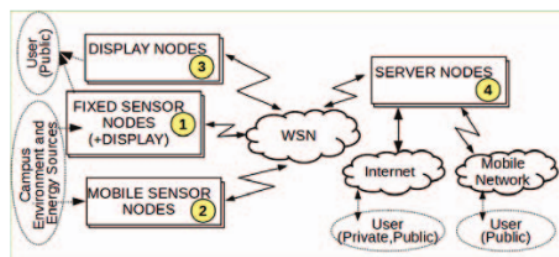 User
(Public)
DISPLAY NODES
3
FIXED SENSOR
NODES
(+DISPLAY)
1
Campus
Environment and
Energy Sources
MOBILE SENSOR
NODES
2
WSN
SERVER NODES
4
Internet
Mobile
Network
User
(Private,Public)
User
(Public)